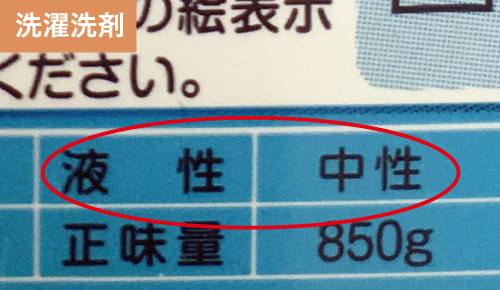 洗濯洗剤
の絵表示
ください。
液性 中性
正味量 850g